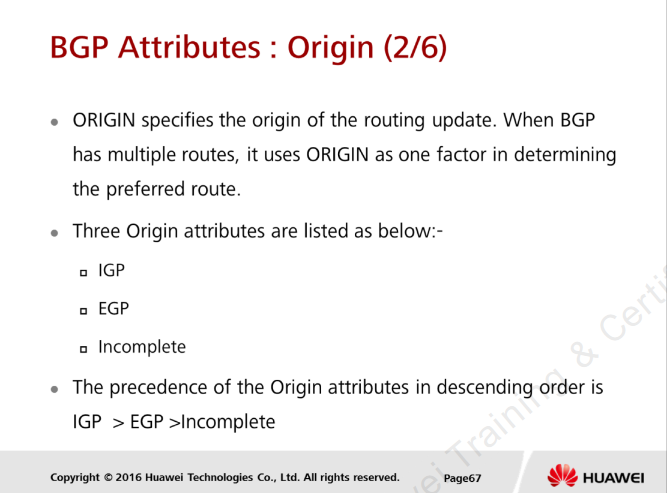 BGP Attributes : Origin (2/6)
● ORIGIN specifies the origin of the routing update. When BGP
has multiple routes, it uses ORIGIN as one factor in determining
the preferred route.
● Three Origin attributes are listed as below:-
IGP
EGP
Incomplete
● The precedence of the Origin attributes in descending order is
IGP > EGP >Incomplete
Training &
Copyright © 2016 Huawei Technologies Co., Ltd. All rights reserved. Page67 HUAWEI